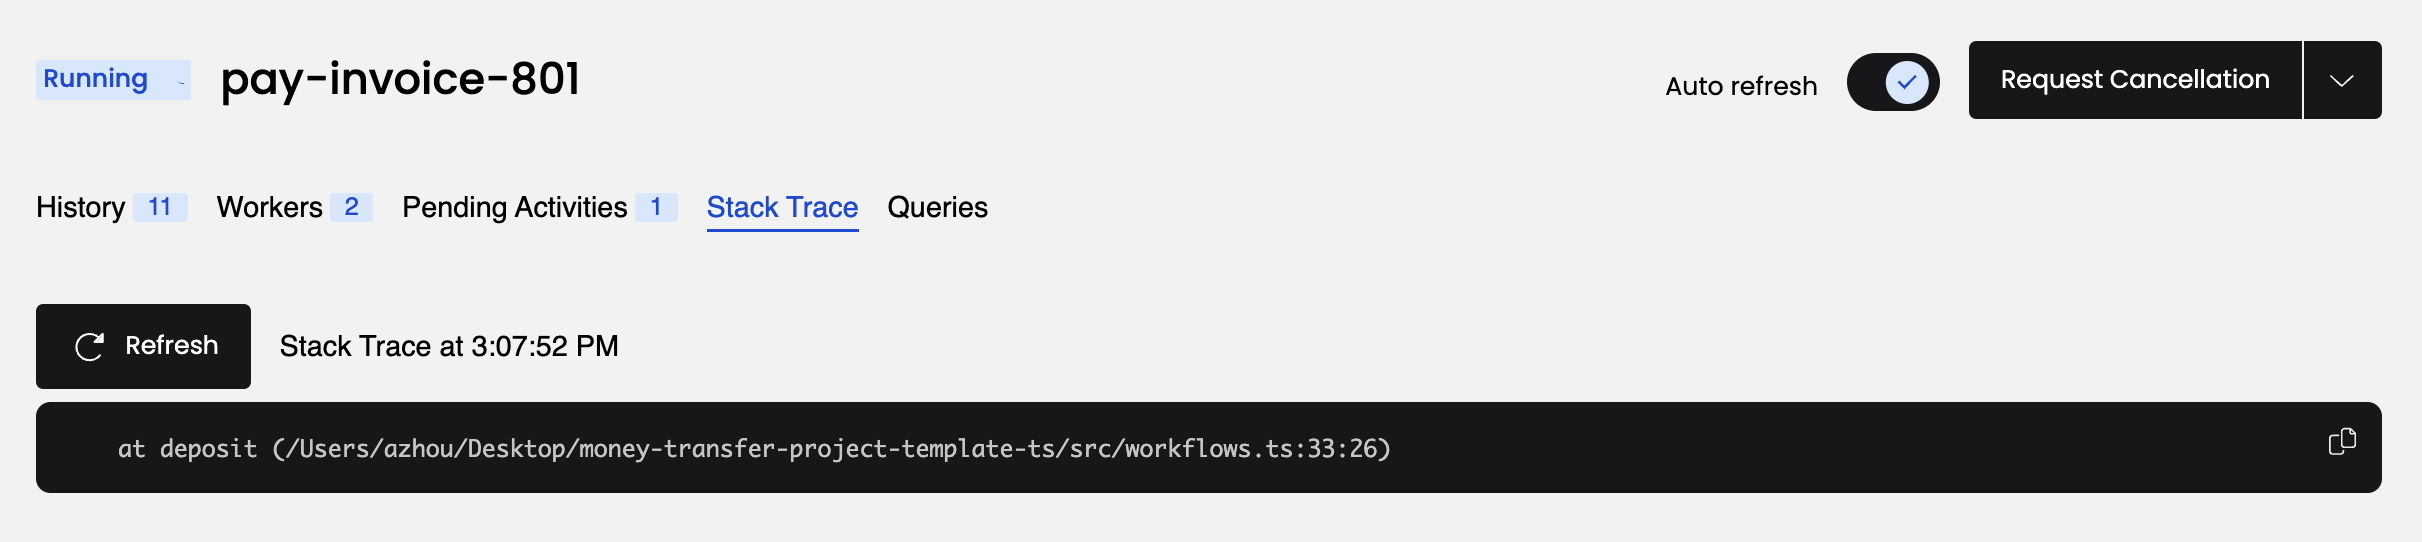 Running pay-invoice-801 Auto refresh Request Cancellation
History 11 Workers 2 Pending Activities 1 Stack Trace Queries
Refresh Stack Trace at 3:07:52 PM
at deposit (/Users/azhou/Desktop/money-transfer-project-template-ts/src/workflows.ts:33:26)